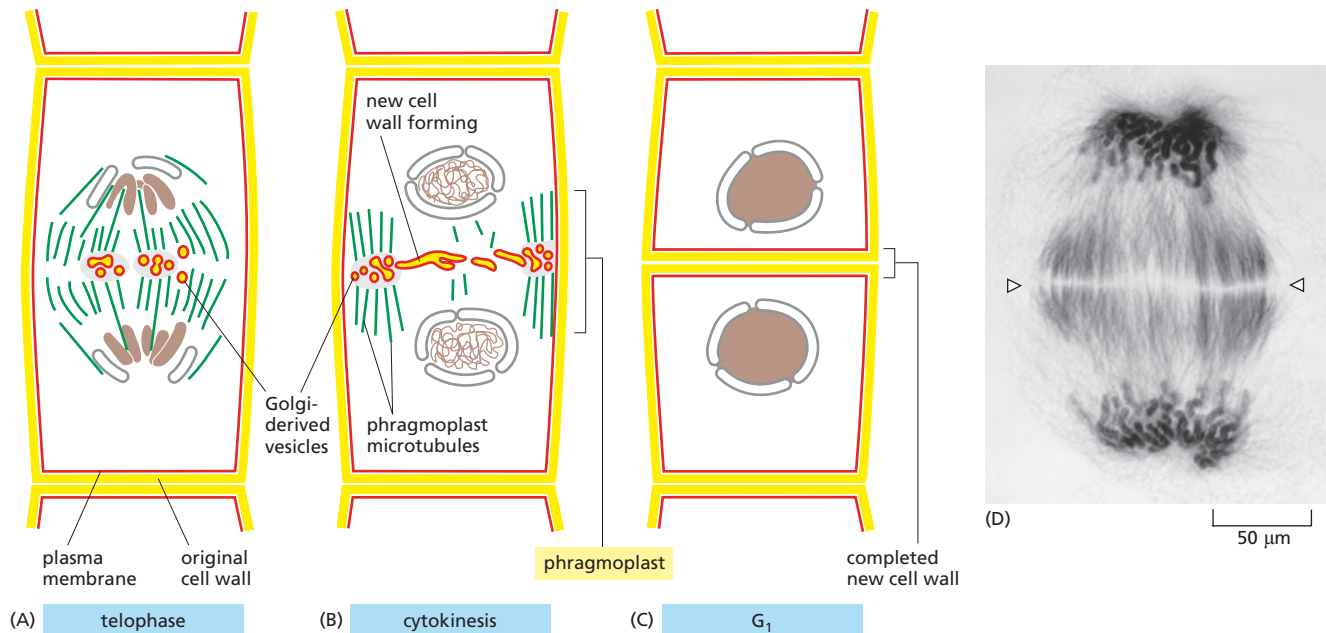 new cell
wall forming
Golgi-
derived
vesicles
phragmoplast
microtubules
plasma
membrane
original
cell wall
phragmoplast
completed
new cell wall
(D)
50 μm
(A) telophase
(B) cytokinesis
(C) G₁